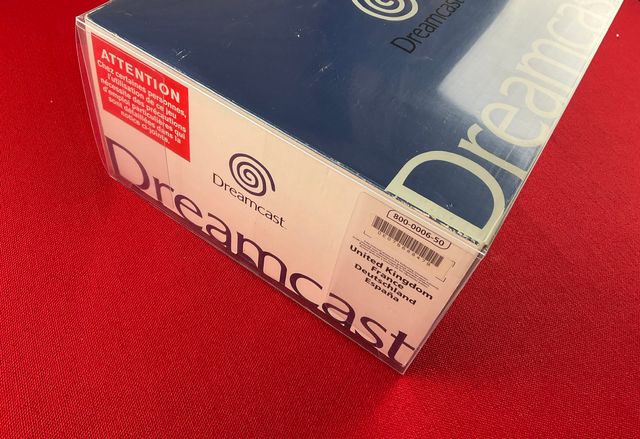 Dreamcast
Dreamcast
ATTENTION
Chez certaines personnes,
l'utilisation de ce jeu
nécessite des précautions
d'emploi particulières qui
sont détaillées dans la
notice ci-jointe.
Dreamcast
Dreamcast
800-0006-50
United Kingdom
France
Deutschland
España